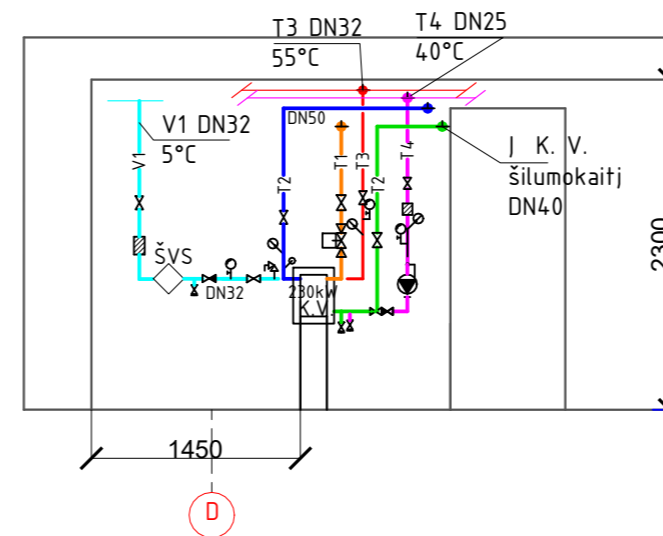 T3 DN32
55°C
T4 DN25
40°C
V1 DN32
5°C
DN50
Į K. V.
šilumokaitį
DN40
V1
T2
T1
T3
T2
T4
ŠVS
DN32
230kW
K.V.
2300
1450
D